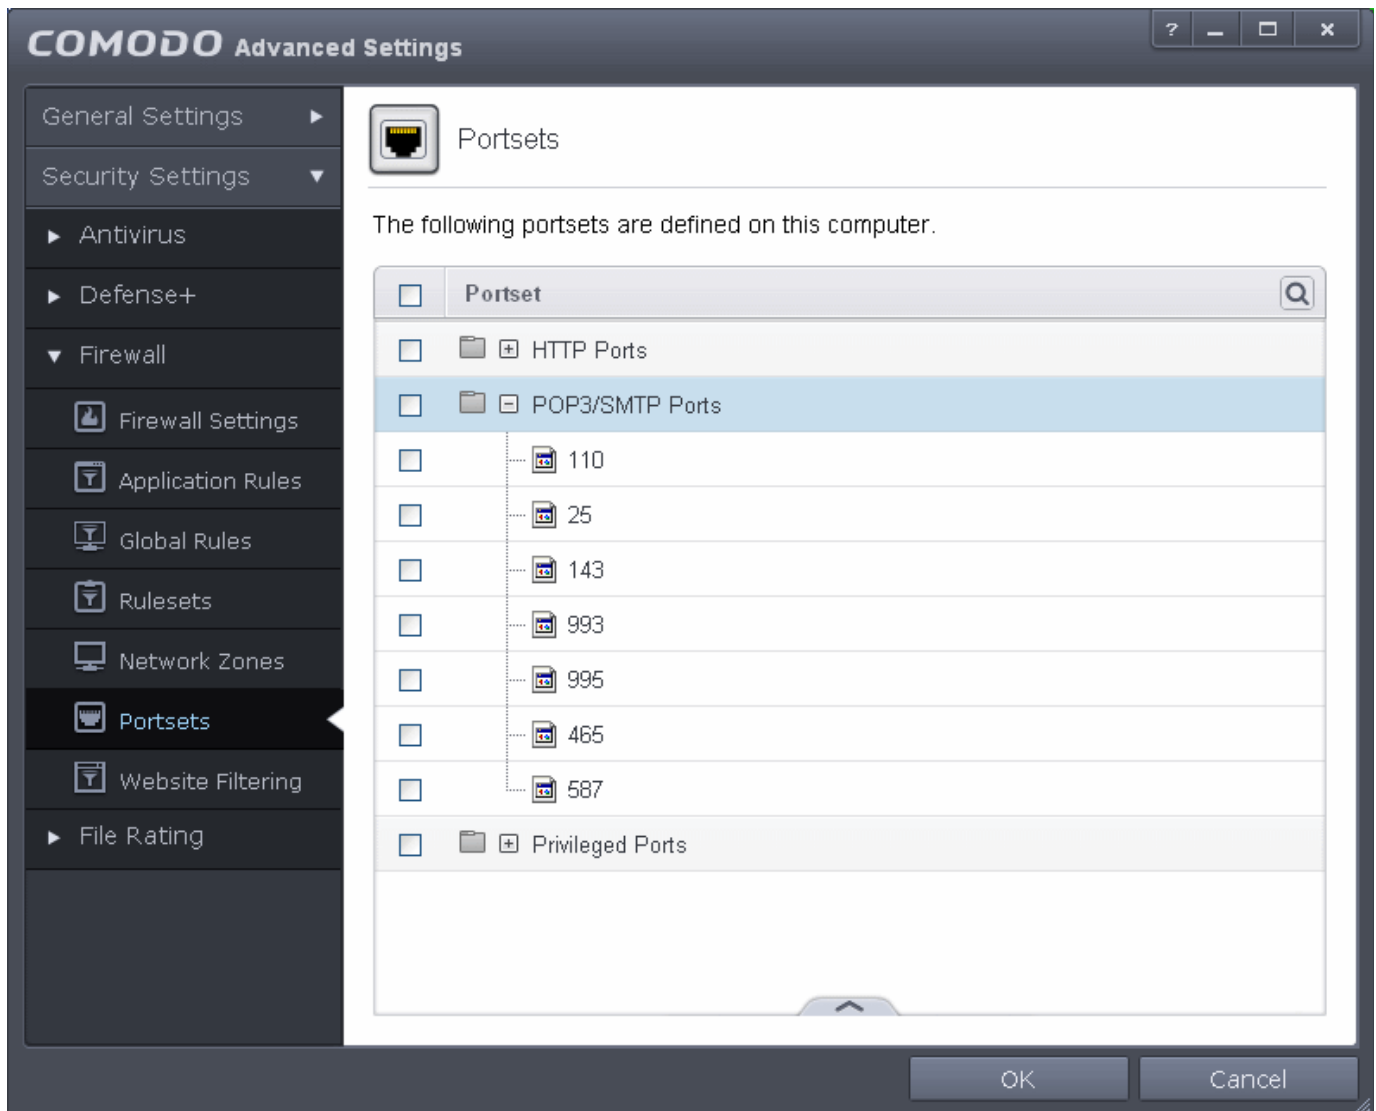 COMODO Advanced Settings
?
General Settings
Security Settings
Antivirus
Defense+
Firewall
Firewall Settings
Application Rules
Global Rules
Rulesets
Network Zones
Portsets
Website Filtering
File Rating
Portsets
The following portsets are defined on this computer.
Portset
HTTP Ports
POP3/SMTP Ports
110
25
143
993
995
465
587
Privileged Ports
OK
Cancel